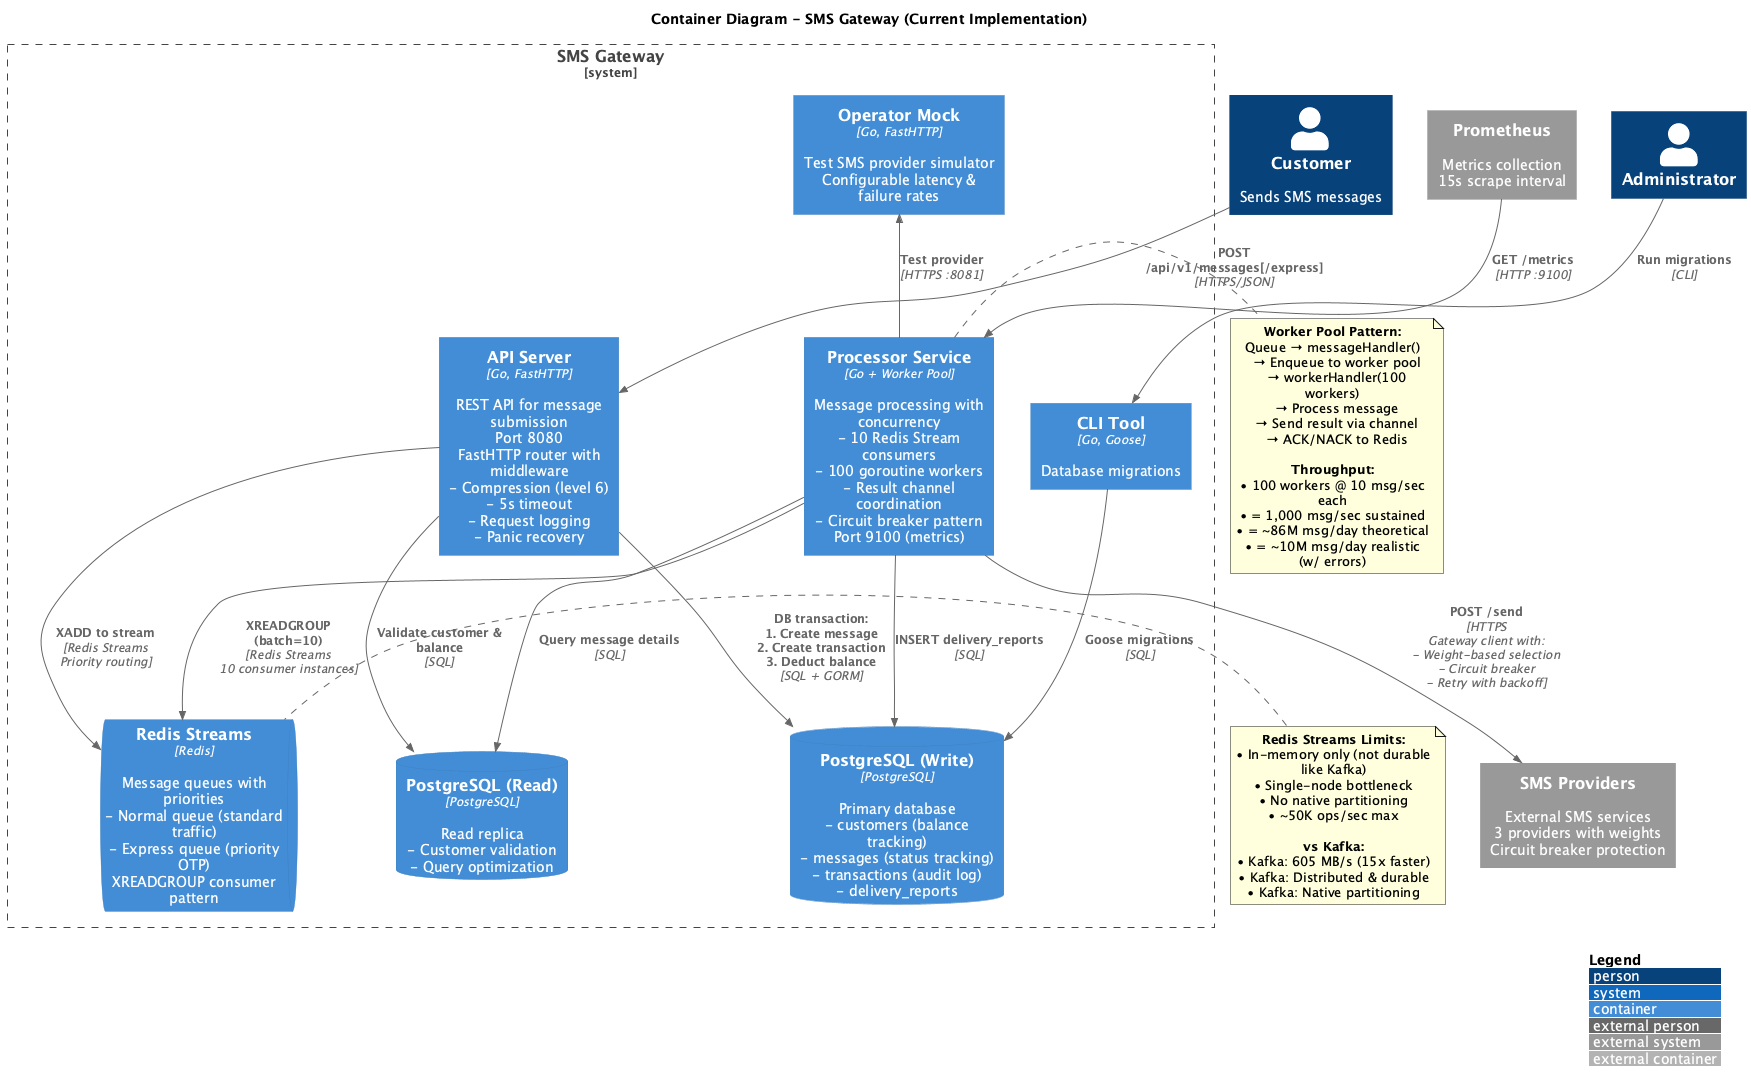 Container Diagram – SMS Gateway (Current Implementation)
SMS Gateway
[system]
Operator Mock
[Go, FastHTTP]
Test SMS provider simulator
Configurable latency &
failure rates
Customer
Sends SMS messages
Prometheus
Metrics collection
15s scrape interval
Administrator
Test provider
[HTTPS :8081]
POST
/api/v1/messages[/express]
[HTTPS/JSON]
GET /metrics
[HTTP :9100]
Run migrations
[CLI]
API Server
[Go, FastHTTP]
REST API for message
submission
Port 8080
FastHTTP router with
middleware
– Compression (level 6)
– 5s timeout
– Request logging
– Panic recovery
Processor Service
[Go + Worker Pool]
Message processing with
concurrency
– 10 Redis Stream
consumers
– 100 goroutine workers
– Result channel
coordination
– Circuit breaker pattern
Port 9100 (metrics)
CLI Tool
[Go, Goose]
Database migrations
Worker Pool Pattern:
Queue → messageHandler()
→ Enqueue to worker pool
→ workerHandler(100
workers)
→ Process message
→ Send result via channel
→ ACK/NACK to Redis
Throughput:
• 100 workers @ 10 msg/sec
each
• = 1,000 msg/sec sustained
• = ~86M msg/day theoretical
• = ~10M msg/day realistic
(w/ errors)
XADD to stream
[Redis Streams
Priority routing]
XREADGROUP
(batch=10)
[Redis Streams
10 consumer instances]
Validate customer &
balance
[SQL]
Query message details
[SQL]
DB transaction:
1. Create message
2. Create transaction
3. Deduct balance
[SQL + GORM]
INSERT delivery_reports
[SQL]
Goose migrations
[SQL]
POST /send
[HTTPS
Gateway client with:
– Weight-based selection
– Circuit breaker
– Retry with backoff]
Redis Streams
[Redis]
Message queues with
priorities
– Normal queue (standard
traffic)
– Express queue (priority
OTP)
XREADGROUP consumer
pattern
PostgreSQL (Read)
[PostgreSQL]
Read replica
– Customer validation
– Query optimization
PostgreSQL (Write)
[PostgreSQL]
Primary database
– customers (balance
tracking)
– messages (status tracking)
– transactions (audit log)
– delivery_reports
Redis Streams Limits:
• In-memory only (not durable
like Kafka)
• Single-node bottleneck
• No native partitioning
• ~50K ops/sec max
vs Kafka:
• Kafka: 605 MB/s (15x faster)
• Kafka: Distributed & durable
• Kafka: Native partitioning
SMS Providers
External SMS services
3 providers with weights
Circuit breaker protection
Legend
person
system
container
external person
external system
external container